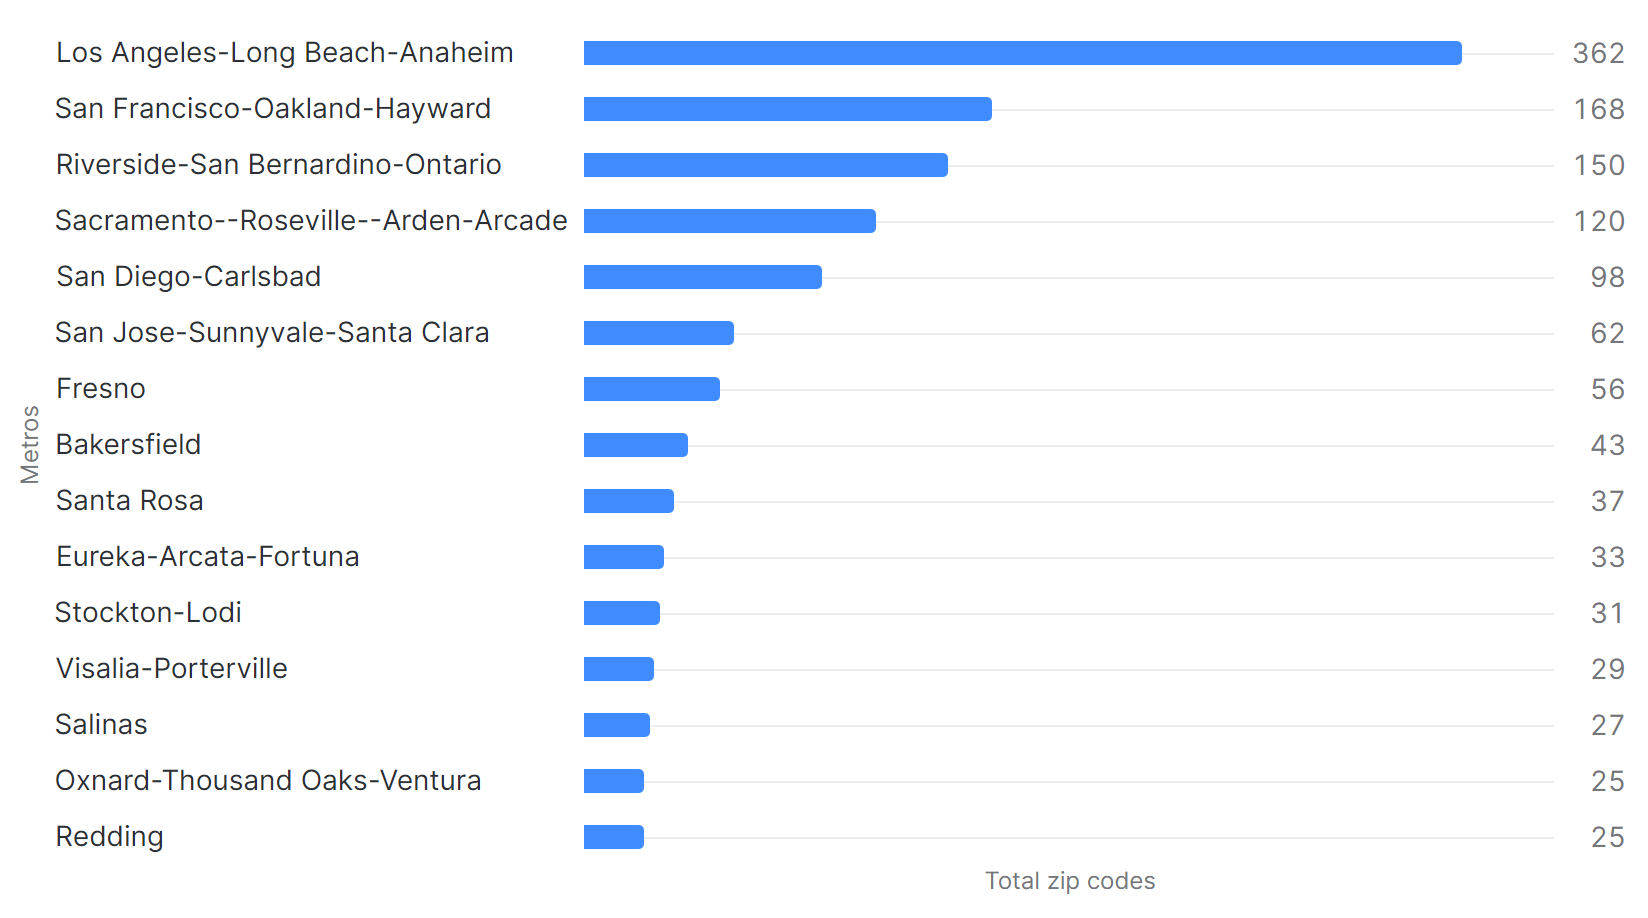 Los Angeles-Long Beach-Anaheim 362
San Francisco-Oakland-Hayward 168
Riverside-San Bernardino-Ontario 150
Sacramento--Roseville--Arden-Arcade 120
San Diego-Carlsbad 98
San Jose-Sunnyvale-Santa Clara 62
Fresno 56
Bakersfield 43
Santa Rosa 37
Eureka-Arcata-Fortuna 33
Stockton-Lodi 31
Visalia-Porterville 29
Salinas 27
Oxnard-Thousand Oaks-Ventura 25
Redding 25
Metros
Total zip codes